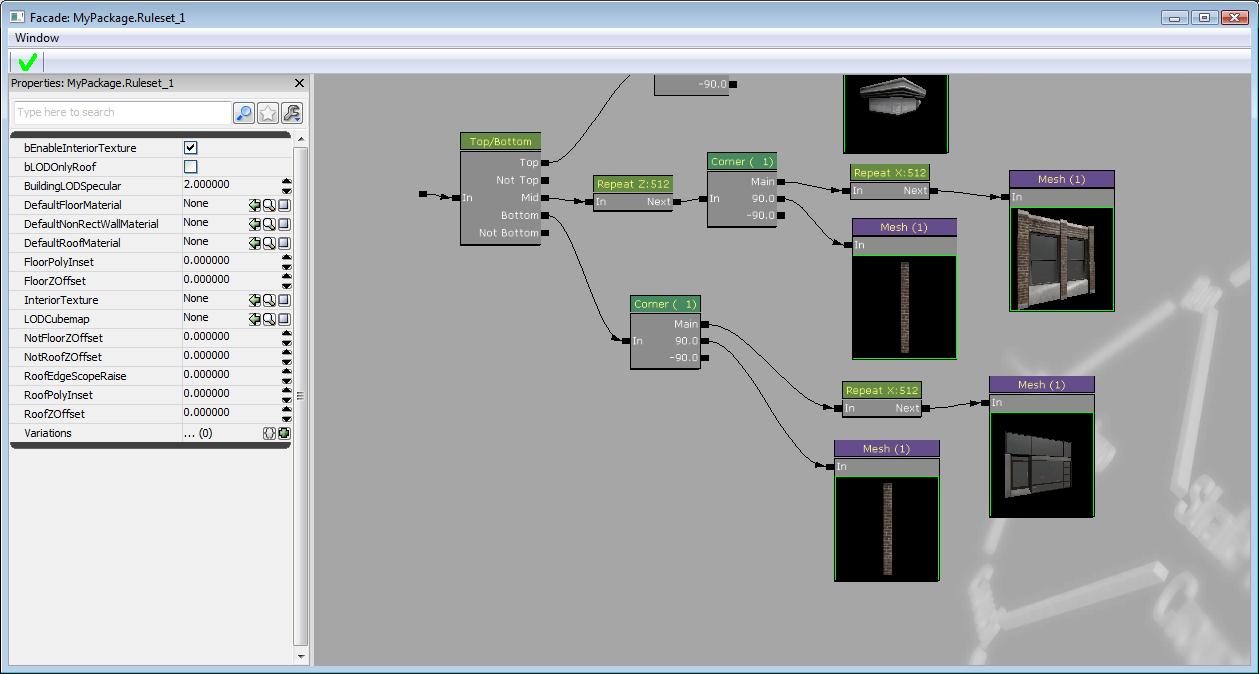 Facade: MyPackage.Ruleset_1
Window
Properties: MyPackage.Ruleset_1
Type here to search
bEnableInteriorTexture
bLODOnlyRoof
BuildingLODSpecular 2.000000
DefaultFloorMaterial None
DefaultNonRectWallMaterial None
DefaultRoofMaterial None
FloorPolyInset 0.000000
FloorZOffset 0.000000
InteriorTexture None
LODCubemap None
NotFloorZOffset 0.000000
NotRoofZOffset 0.000000
RoofEdgeScopeRaise 0.000000
RoofPolyInset 0.000000
RoofZOffset 0.000000
Variations ... (0)
-90.0
Top/Bottom
Top
Not Top
In Mid
Bottom
Not Bottom
Repeat Z:512
In Next
Corner ( 1)
Main
In 90.0
-90.0
Repeat X:512
In Next
Mesh (1)
In
Mesh (1)
In
Corner ( 1)
Main
In 90.0
-90.0
Repeat X:512
In Next
Mesh (1)
In
Mesh (1)
In